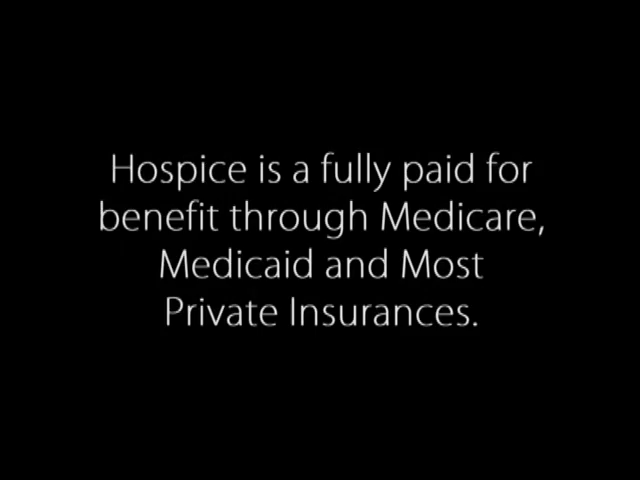 Hospice is a fully paid for
benefit through Medicare,
Medicaid and Most
Private Insurances.